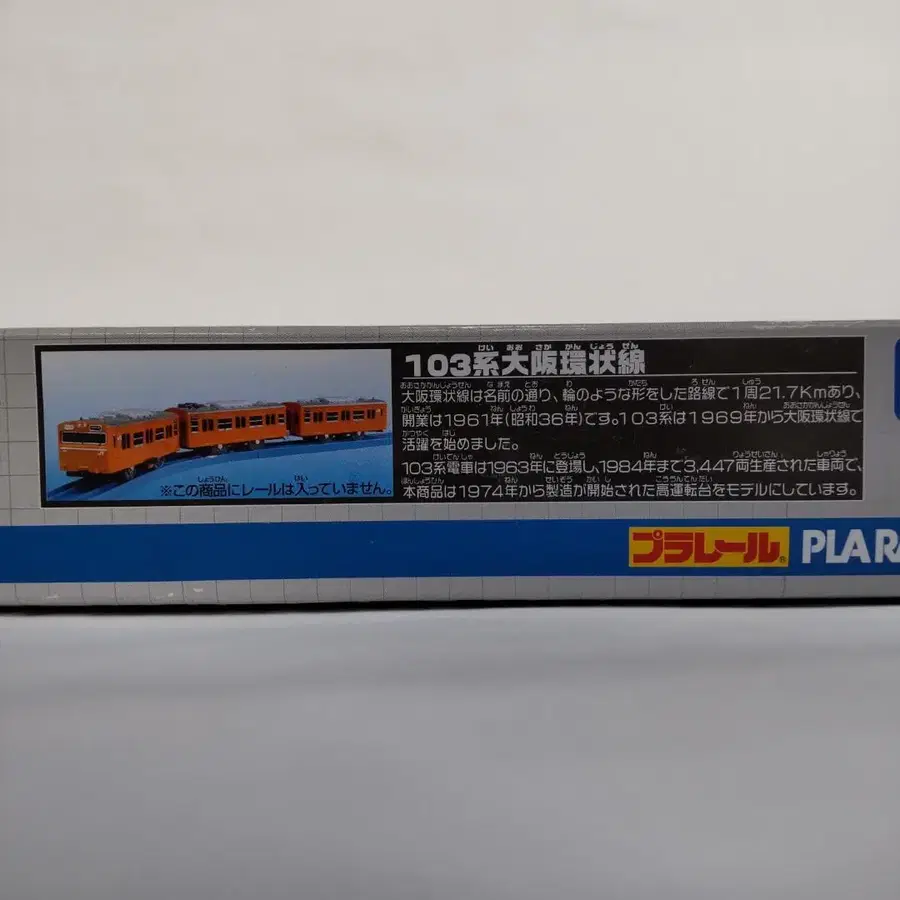 103系大阪環状線
大阪環状線は名前の通り、輪のような形をした路線で1周21.7Kmあり、
開業は1961年(昭和36年)です。103系は1969年から大阪環状線で
活躍を始めました。
103系電車は1963年に登場し、1984年まで3,447両生産された車両で、
本商品は1974年から製造が開始された高運転台をモデルにしています。
※この商品にレールは入っていません。
プラレール® PLARA